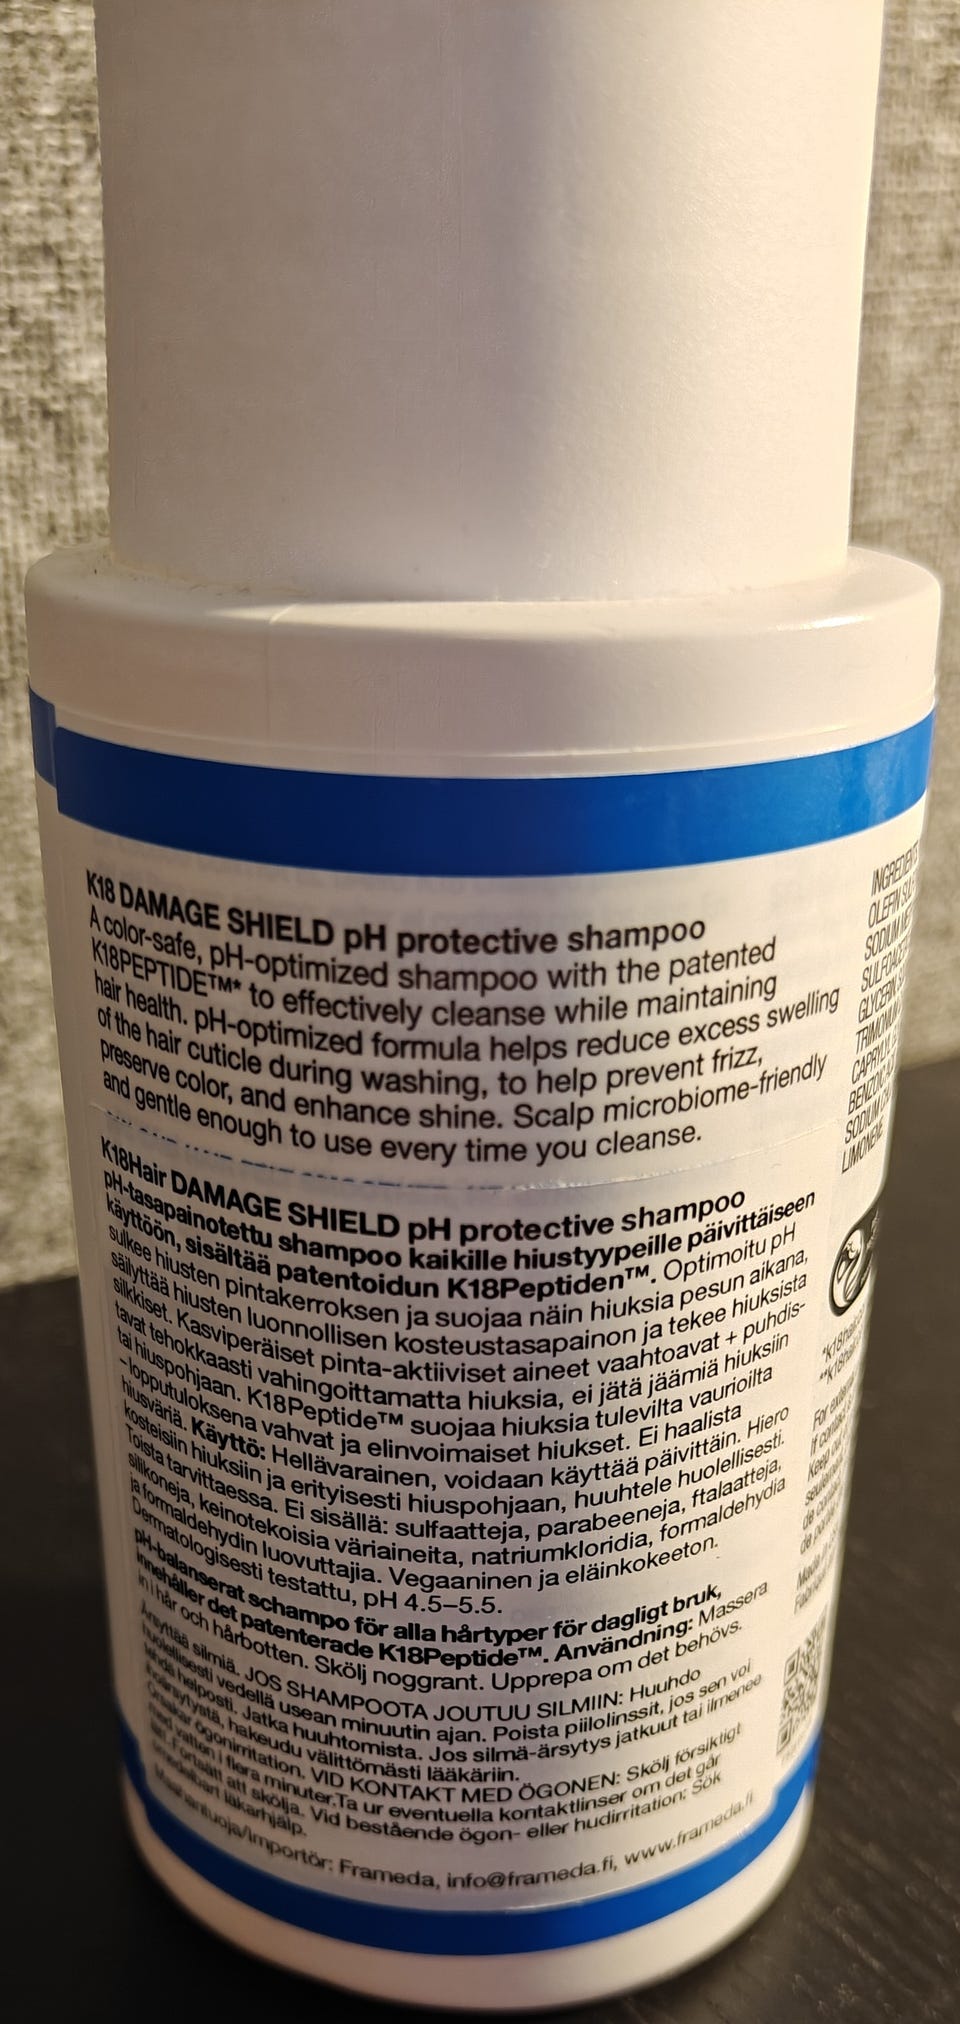 K18 DAMAGE SHIELD pH protective shampoo
A color-safe, pH-optimized shampoo with the patented
K18PEPTIDE™* to effectively cleanse while maintaining
hair health. pH-optimized formula helps reduce excess swelling
of the hair cuticle during washing, to help prevent frizz,
preserve color, and enhance shine. Scalp microbiome-friendly
and gentle enough to use every time you cleanse.
K18Hair DAMAGE SHIELD pH protective shampoo
pH-tasapainotettu shampoo kaikille hiustyypeille päivittäiseen
käyttöön, sisältää patentoidun K18Peptiden™. Optimoitu pH
sulkee hiusten pintakerroksen ja suojaa näin hiuksia pesun aikana,
säilyttää hiusten luonnollisen kosteustasapainon ja tekee hiuksista
silkkiset. Kasviperäiset pinta-aktiiviset aineet vaahtoavat + puhdis-
tavat tehokkaasti vahingoittamatta hiuksia, ei jätä jäämiä hiuksiin
tai hiuspohjaan. K18Peptide™ suojaa hiuksia tulevilta vaurioilta
- lopputuloksena vahvat ja elinvoimaiset hiukset. Ei haalista
hiusväriä. Käyttö: Hellävarainen, voidaan käyttää päivittäin. Hiero
kosteisiin hiuksiin ja erityisesti hiuspohjaan, huuhtele huolellisesti.
Toista tarvittaessa. Ei sisällä: sulfaatteja, parabeeneja, ftalaatteja,
silikoneja, keinotekoisia väriaineita, natriumkloridia, formaldehydia
ja formaldehydin luovuttajia. Vegaaninen ja eläinkokeeton.
Dermatologisesti testattu, pH 4.5–5.5.
pH-balanserat schampo för alla hårtyper för dagligt bruk,
innehåller det patenterade K18Peptide™. Användning: Massera
in i hår och hårbotten. Skölj noggrant. Upprepa om det behövs.
Ärsyttää silmiä. JOS SHAMPOOTA JOUTUU SILMIIN: Huuhdo
huolellisesti vedellä usean minuutin ajan. Poista piilolinssit, jos sen voi
tehdä helposti. Jatka huuhtomista. Jos silmä-ärsytys jatkuut tai ilmenee
ihoärsytystä, hakeudu välittömästi lääkäriin.
Orsakar ögonirritation. VID KONTAKT MED ÖGONEN: Skölj försiktigt
med vatten i flera minuter.Ta ur eventuella kontaktlinser om det går
lätt. Fortsätt att skölja. Vid bestående ögon- eller hudirritation: Sök
omedelbart läkarhjälp.
Maahantuoja/Importör: Frameda, info@frameda.fi, www.frameda.fi
LIMONENE